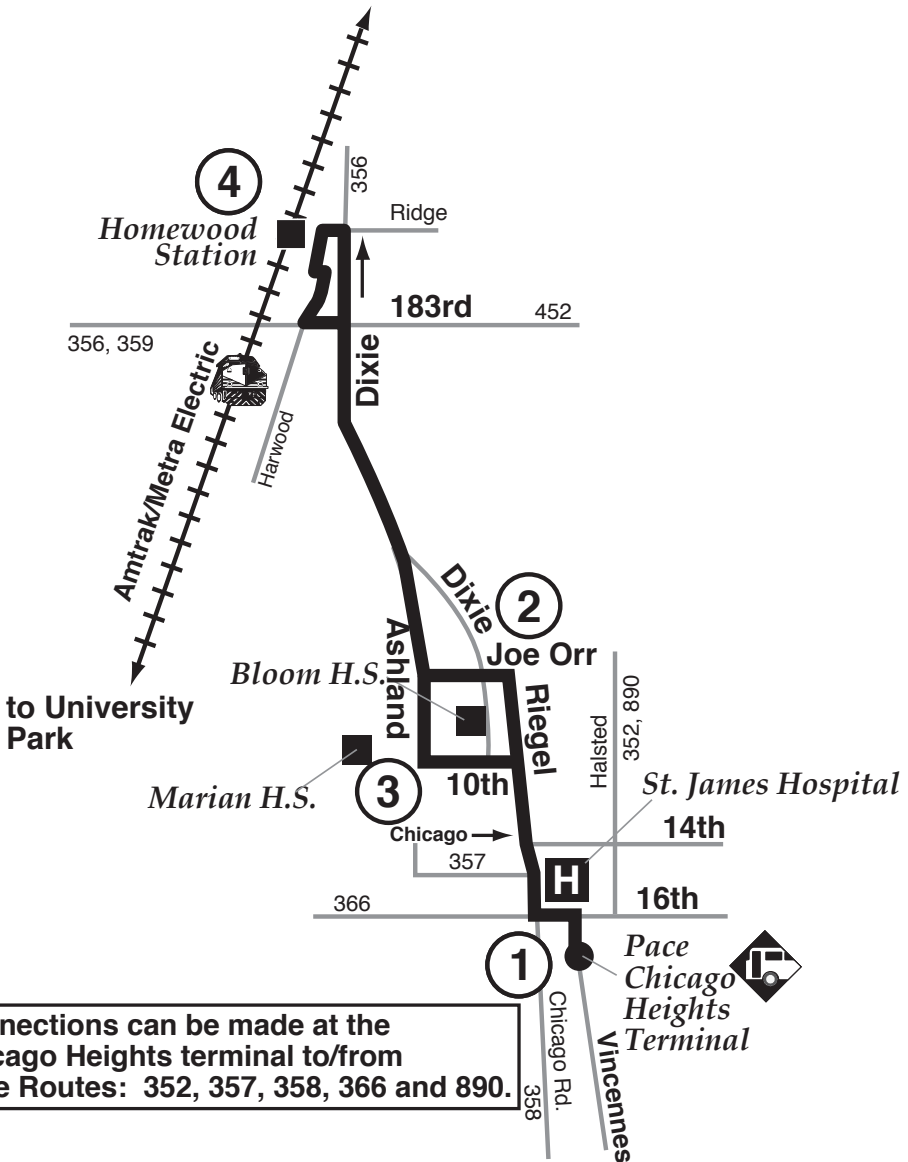 4
356
Homewood
Station
Ridge
183rd
452
356, 359
Dixie
Amtrak/Metra Electric
Harwood
Dixie
2
Joe Orr
Ashland
Bloom H.S.
Riegel
to University
Park
Halsted
352, 890
Marian H.S.
3
10th
St. James Hospital
Chicago
14th
357
H
366
16th
1
Pace
Chicago
Heights
Terminal
Chicago Rd.
358
Vincennes
nnections can be made at the
cago Heights terminal to/from
e Routes: 352, 357, 358, 366 and 890.